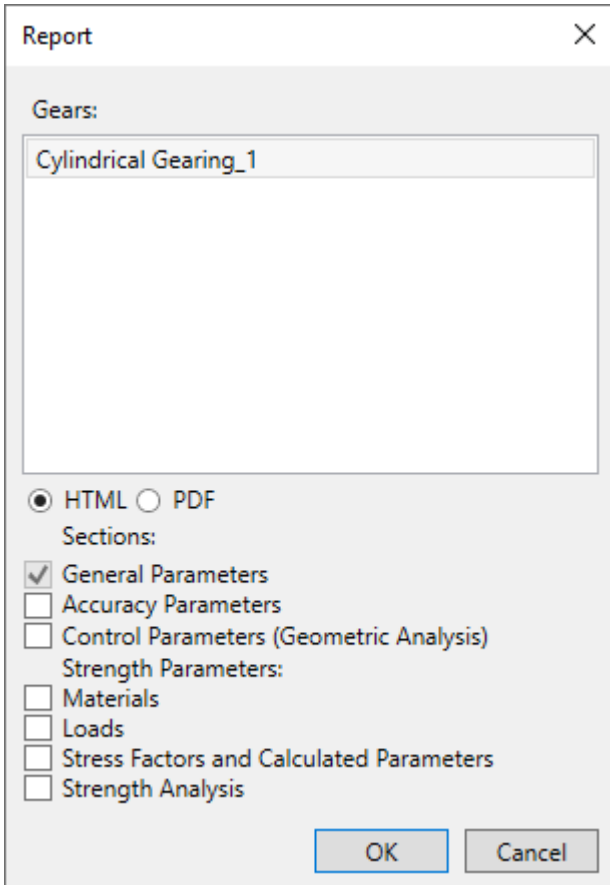 Report
Gears:
Cylindrical Gearing_1
HTML PDF
Sections:
General Parameters
Accuracy Parameters
Control Parameters (Geometric Analysis)
Strength Parameters:
Materials
Loads
Stress Factors and Calculated Parameters
Strength Analysis
OK Cancel